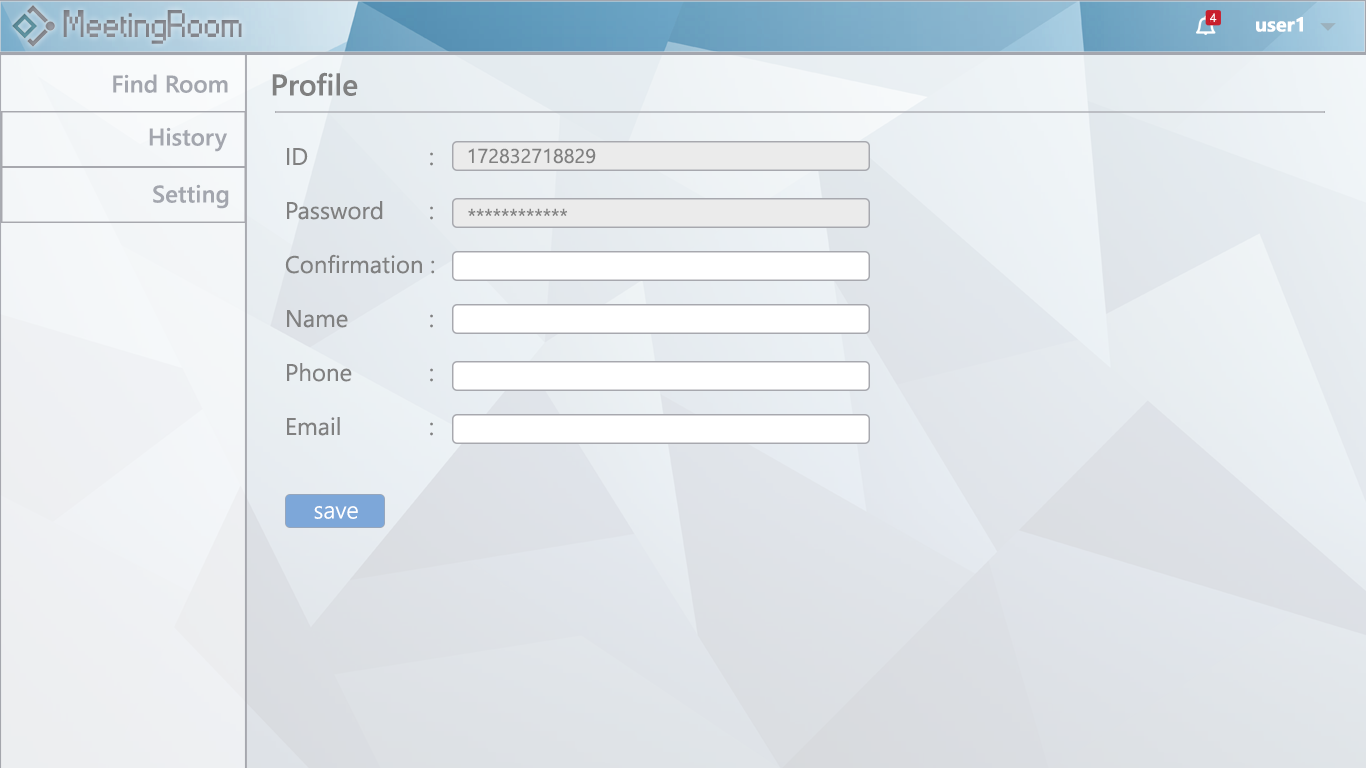 MeetingRoom
4
user1
Find Room
History
Setting
Profile
ID : 172832718829
Password : ************
Confirmation :
Name :
Phone :
Email :
save